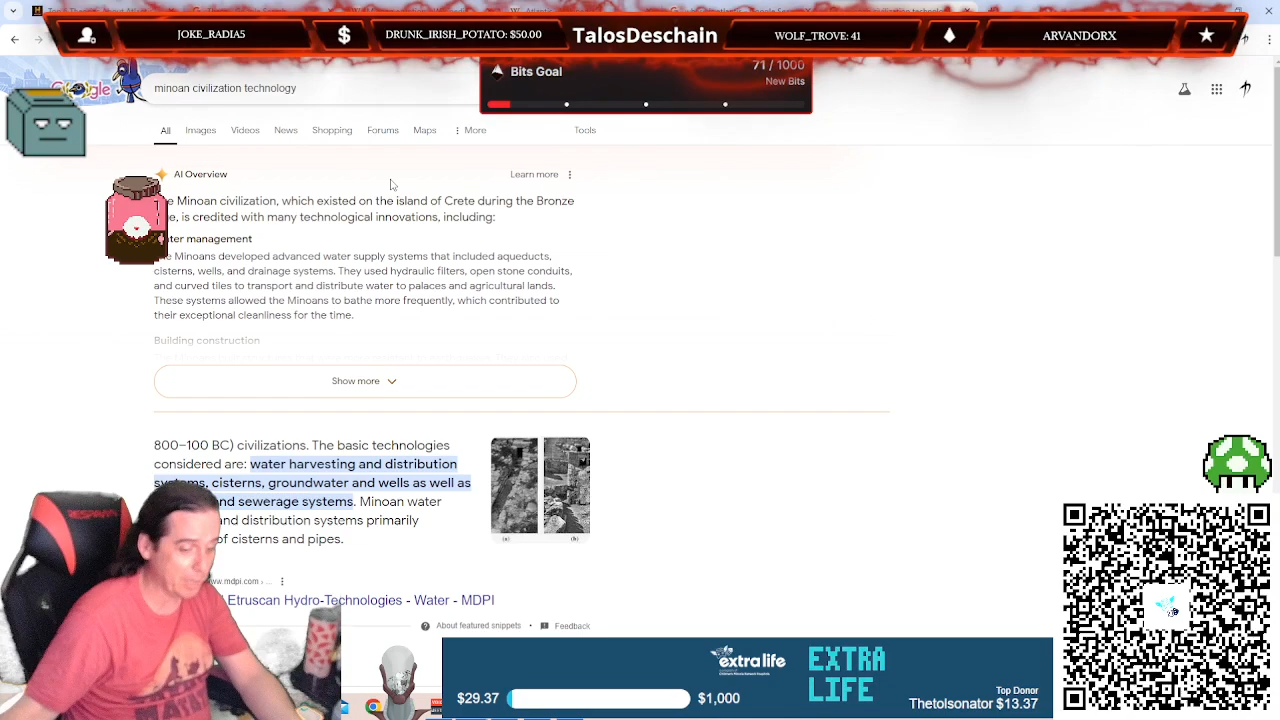 JOKE_RADIA5
$
DRUNK_IRISH_POTATO: $50.00
TalosDeschain
WOLF_TROVE: 41
ARVANDORX
Bits Goal
71 / 1000
New Bits
minoan civilization technology
All
Images
Videos
News
Shopping
Forums
Maps
More
Tools
AI Overview
Learn more
Minoan civilization, which existed on the island of Crete during the Bronze
is credited with many technological innovations, including:
management
Minoans developed advanced water supply systems that included aqueducts,
cisterns, wells, and drainage systems. They used hydraulic filters, open stone conduits,
and curved tiles to transport and distribute water to palaces and agricultural lands.
These systems allowed the Minoans to bathe more frequently, which contributed to
their exceptional cleanliness for the time.
Building construction
Show more
800–100 BC) civilizations. The basic technologies
considered are: water harvesting and distribution
cisterns, groundwater and wells as well as
and sewerage systems. Minoan water
and distribution systems primarily
of cisterns and pipes.
(a)
(b)
www.mdpi.com › ...
Etruscan Hydro-Technologies - Water - MDPI
About featured snippets
•
Feedback
extralife
EXTRA
LIFE
$29.37
$1,000
Top Donor
Thetolsonator $13.37